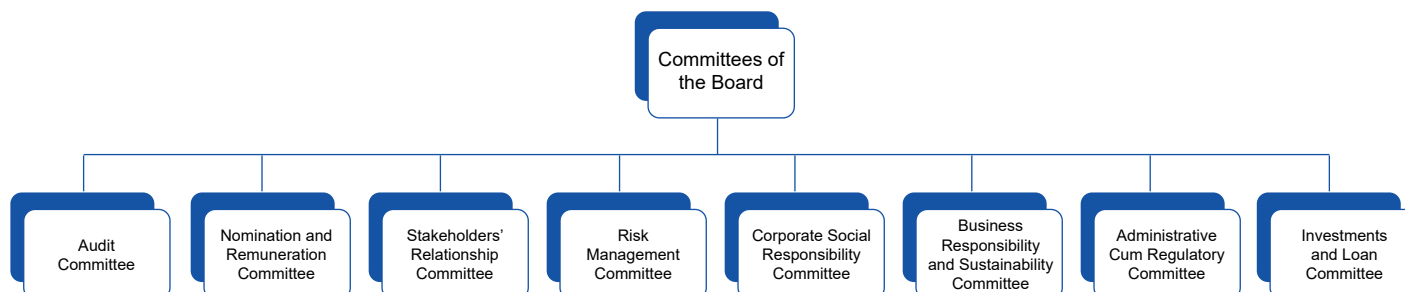 Committees of
the Board
Audit
Committee
Nomination and
Remuneration
Committee
Stakeholders’
Relationship
Committee
Risk
Management
Committee
Corporate Social
Responsibility
Committee
Business
Responsibility
and Sustainability
Committee
Administrative
Cum Regulatory
Committee
Investments
and Loan
Committee